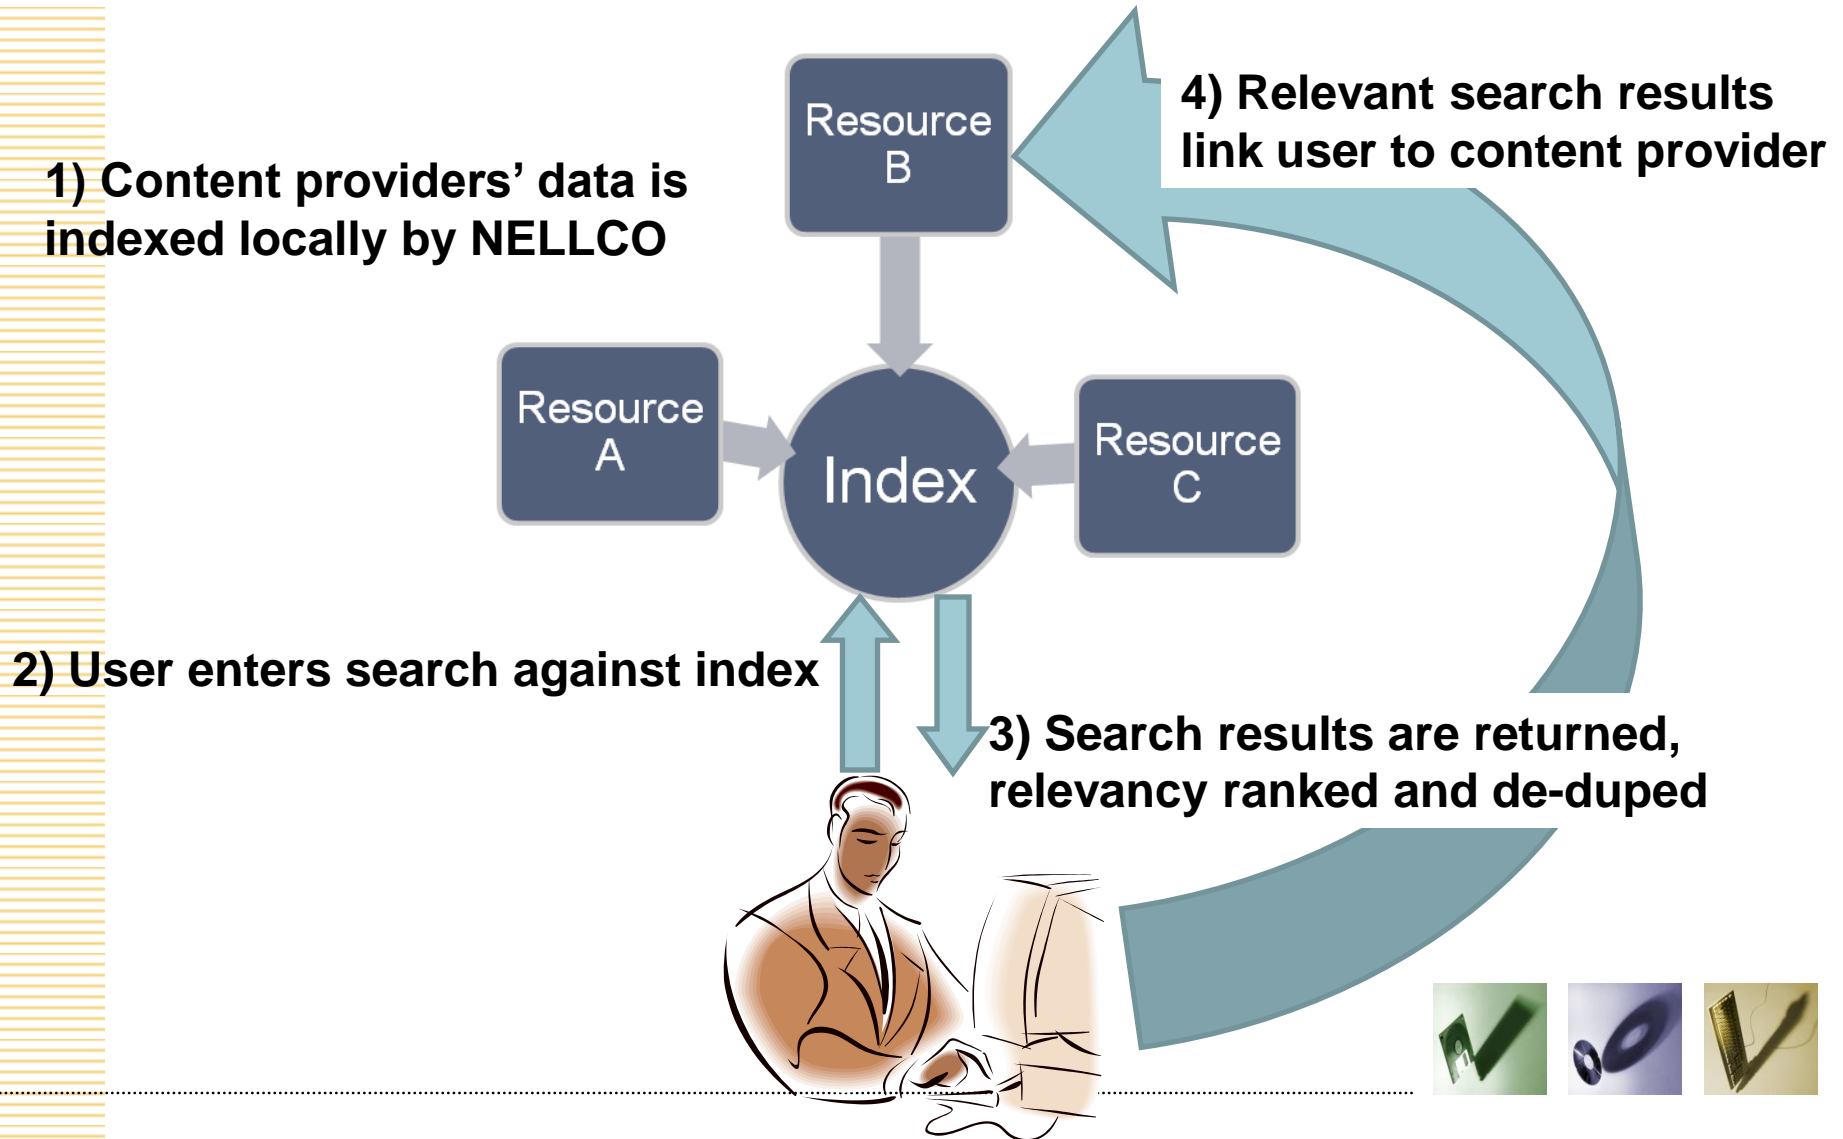 1) Content providers’ data is
indexed locally by NELLCO
Resource
B
4) Relevant search results
link user to content provider
Resource
A
Index
Resource
C
2) User enters search against index
3) Search results are returned,
relevancy ranked and de-duped